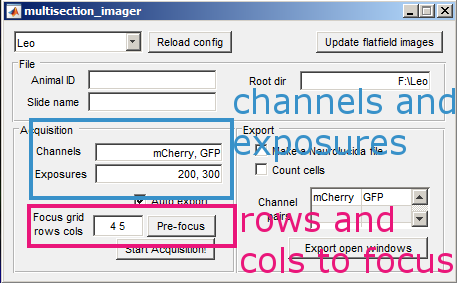 multisection_imager
Leo
Reload config
Update flatfield images
File
Animal ID
Root dir
F:\Leo
Slide name
channels and
exposures
Acquisition
Channels
mCherry, GFP
Exposures
200, 300
Auto export
Focus grid
rows cols
4 5
Pre-focus
Start Acquisition!
Export
Make a Neurolucida file
Count cells
Channel
pairs
mCherry GFP
Export open windows
rows and
cols to focus